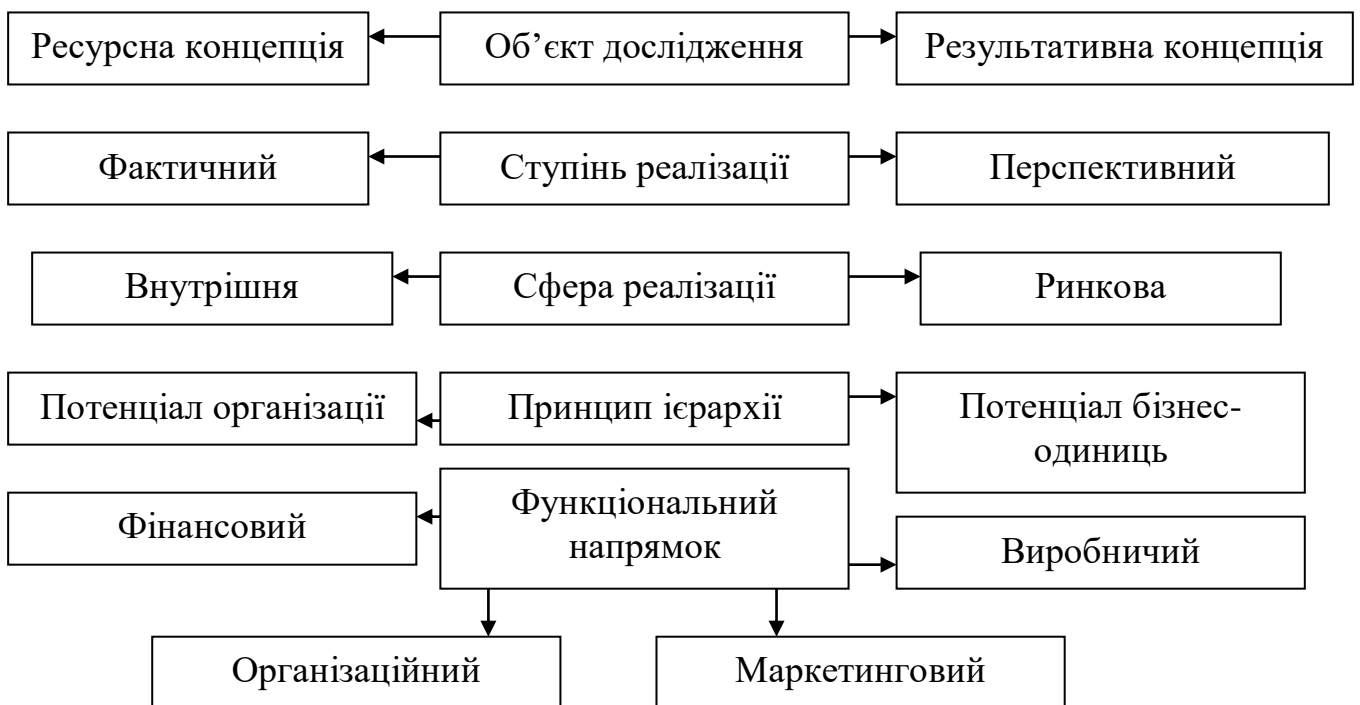 Ресурсна концепція
Об’єкт дослідження
Результативна концепція
Фактичний
Ступінь реалізації
Перспективний
Внутрішня
Сфера реалізації
Ринкова
Потенціал організації
Принцип ієрархії
Потенціал бізнес-
одиниць
Фінансовий
Функціональний
напрямок
Виробничий
Організаційний
Маркетинговий